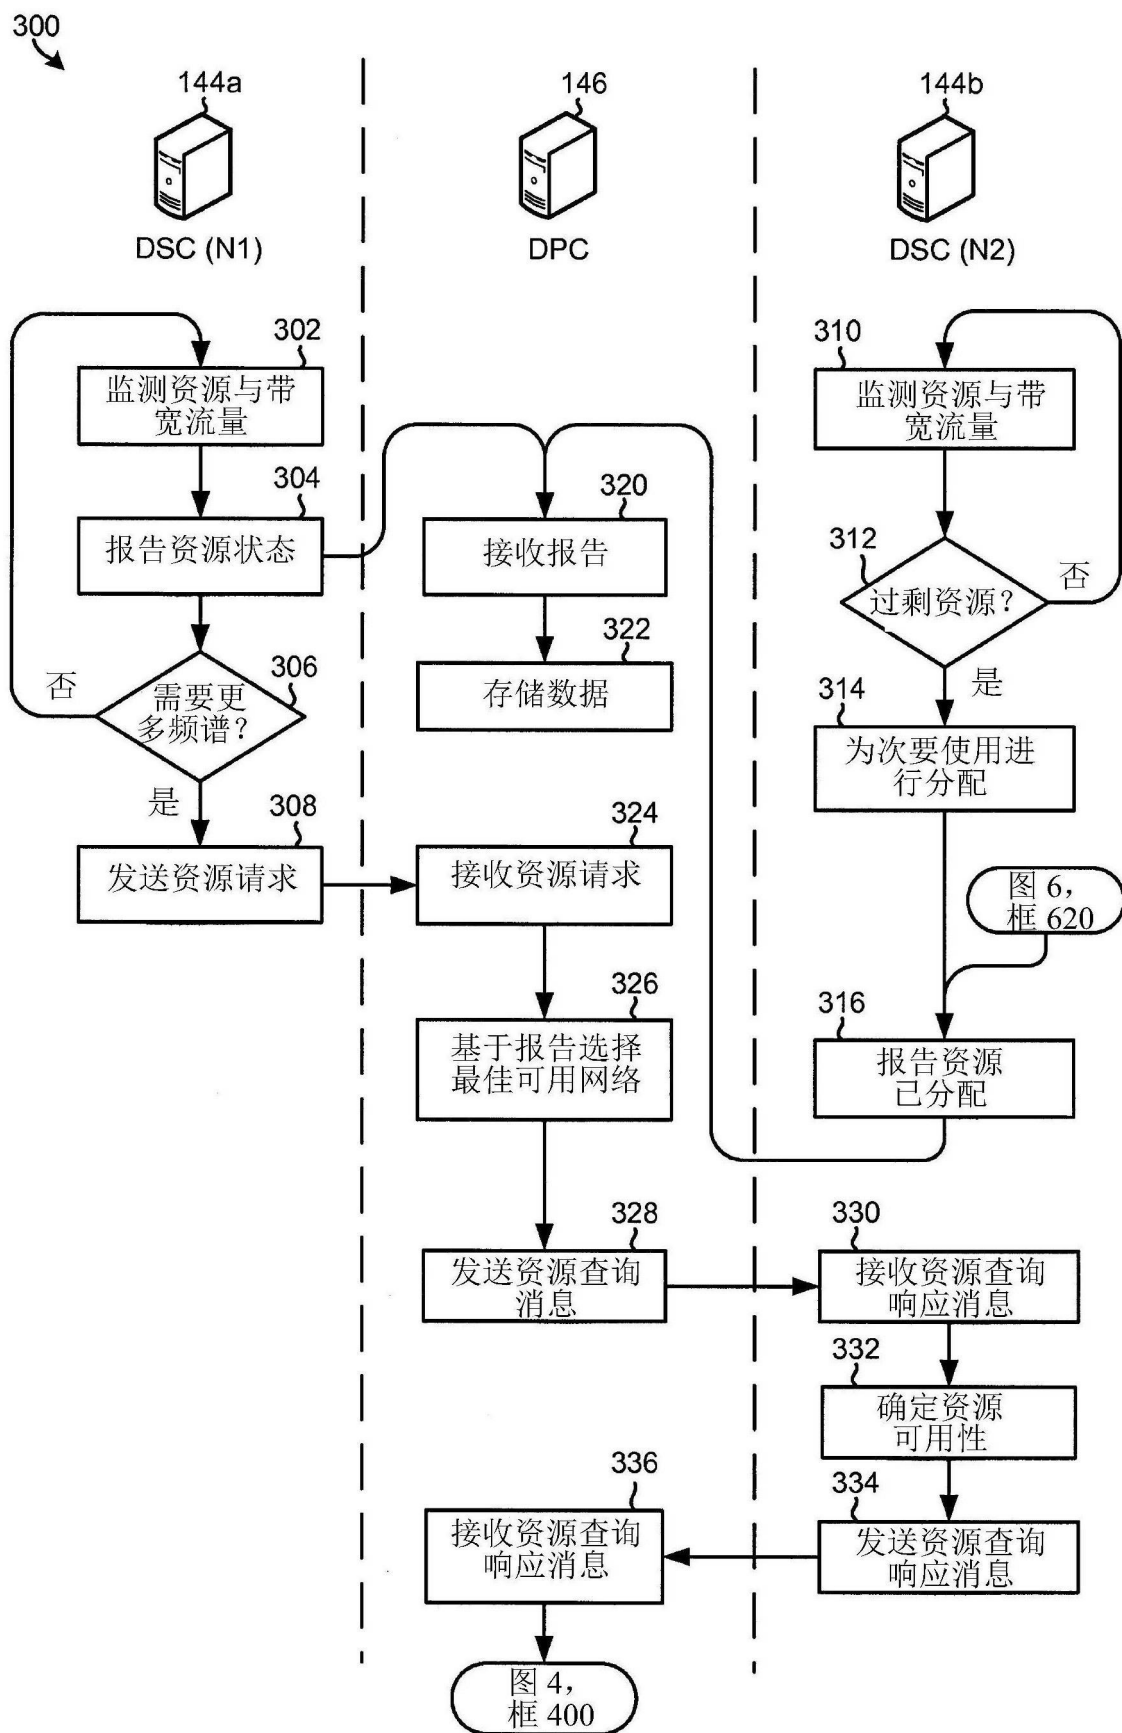 300
144a
146
144b
DSC (N1)
DPC
DSC (N2)
302
监测资源与带
宽流量
304
报告资源状态
306
需要更
多频谱?
否
是
308
发送资源请求
320
接收报告
322
存储数据
324
接收资源请求
326
基于报告选择
最佳可用网络
328
发送资源查询
消息
336
接收资源查询
响应消息
图 4,
框 400
310
监测资源与带
宽流量
312
过剩资源?
否
是
314
为次要使用进
行分配
图 6,
框 620
316
报告资源
已分配
330
接收资源查询
响应消息
332
确定资源
可用性
334
发送资源查询
响应消息